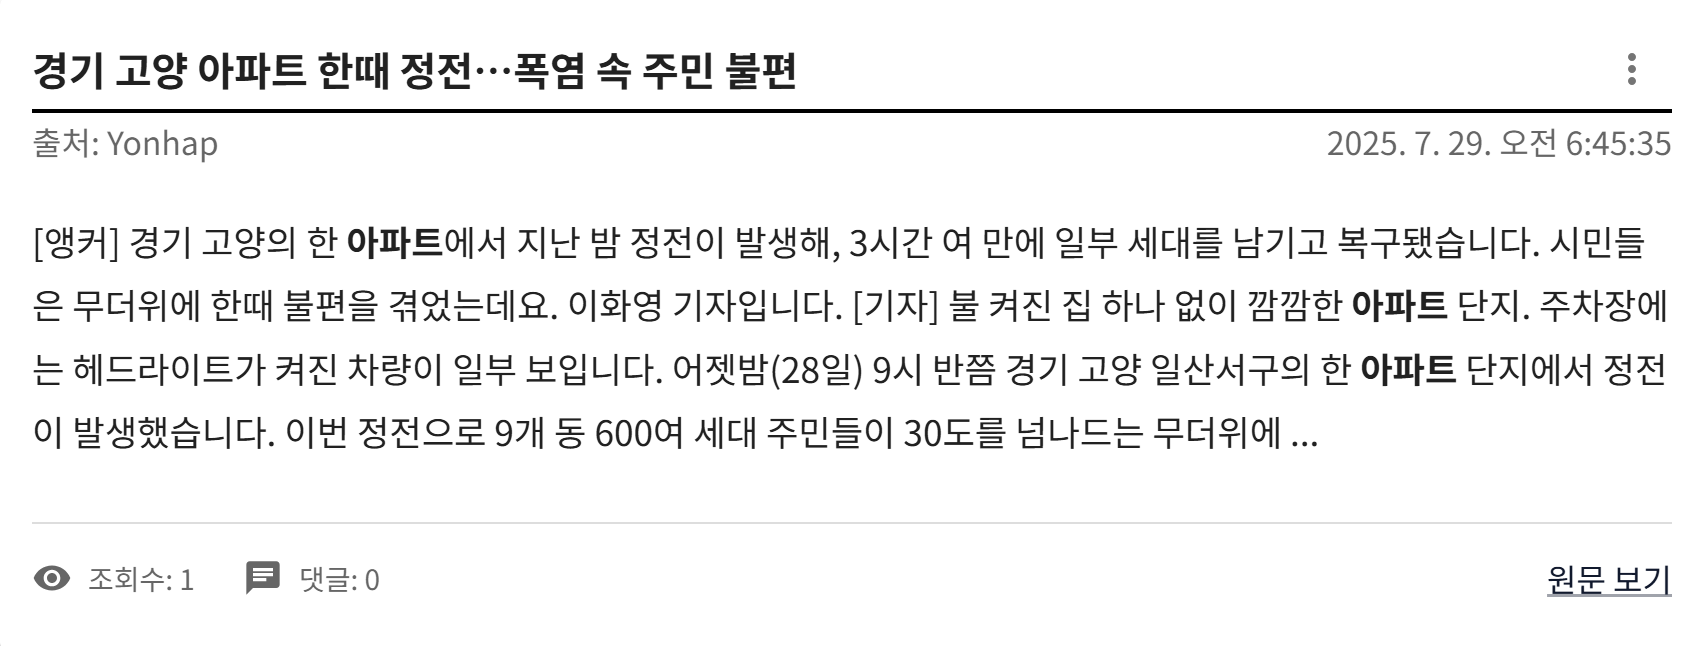 경기 고양 아파트 한때 정전…폭염 속 주민 불편
출처: Yonhap
2025. 7. 29. 오전 6:45:35
[앵커] 경기 고양의 한 아파트에서 지난 밤 정전이 발생해, 3시간 여 만에 일부 세대를 남기고 복구됐습니다. 시민들
은 무더위에 한때 불편을 겪었는데요. 이화영 기자입니다. [기자] 불 켜진 집 하나 없이 깜깜한 아파트 단지. 주차장에
는 헤드라이트가 켜진 차량이 일부 보입니다. 어젯밤(28일) 9시 반쯤 경기 고양 일산서구의 한 아파트 단지에서 정전
이 발생했습니다. 이번 정전으로 9개 동 600여 세대 주민들이 30도를 넘나드는 무더위에 ...
조회수: 1
댓글: 0
원문 보기